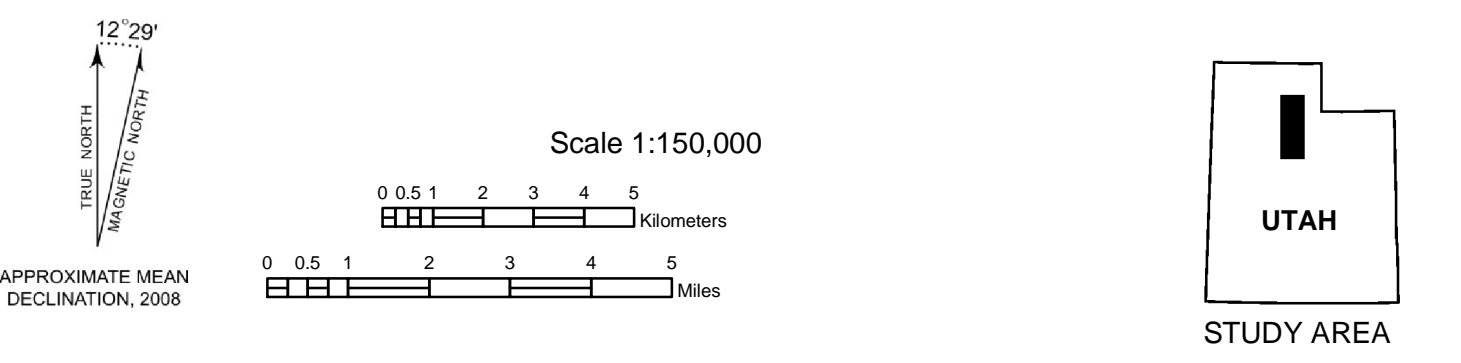 12°29'
TRUE NORTH
MAGNETIC NORTH
APPROXIMATE MEAN
DECLINATION, 2008
Scale 1:150,000
0 0.5 1 2 3 4 5
Kilometers
0 0.5 1 2 3 4 5
Miles
UTAH
STUDY AREA